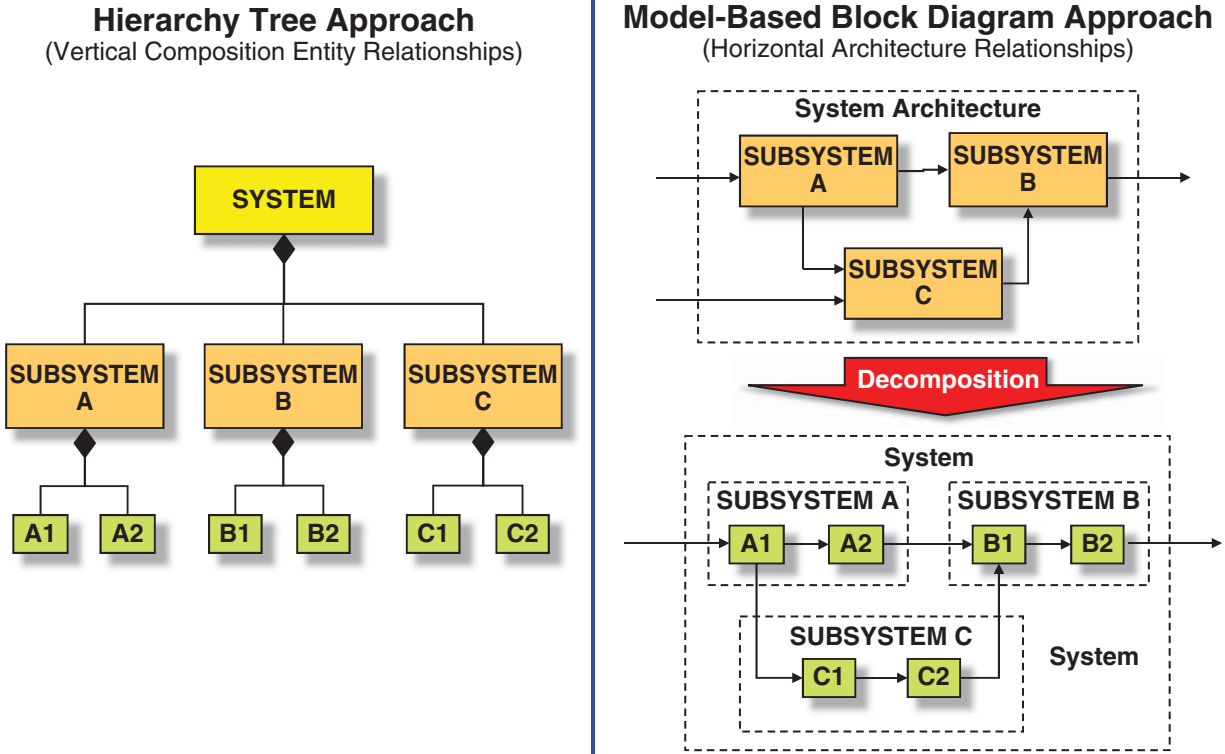 Hierarchy Tree Approach
(Vertical Composition Entity Relationships)
SYSTEM
SUBSYSTEM
A
SUBSYSTEM
B
SUBSYSTEM
C
A1
A2
B1
B2
C1
C2
Model-Based Block Diagram Approach
(Horizontal Architecture Relationships)
System Architecture
SUBSYSTEM
A
SUBSYSTEM
B
SUBSYSTEM
C
Decomposition
System
SUBSYSTEM A
SUBSYSTEM B
A1
A2
B1
B2
SUBSYSTEM C
System
C1
C2